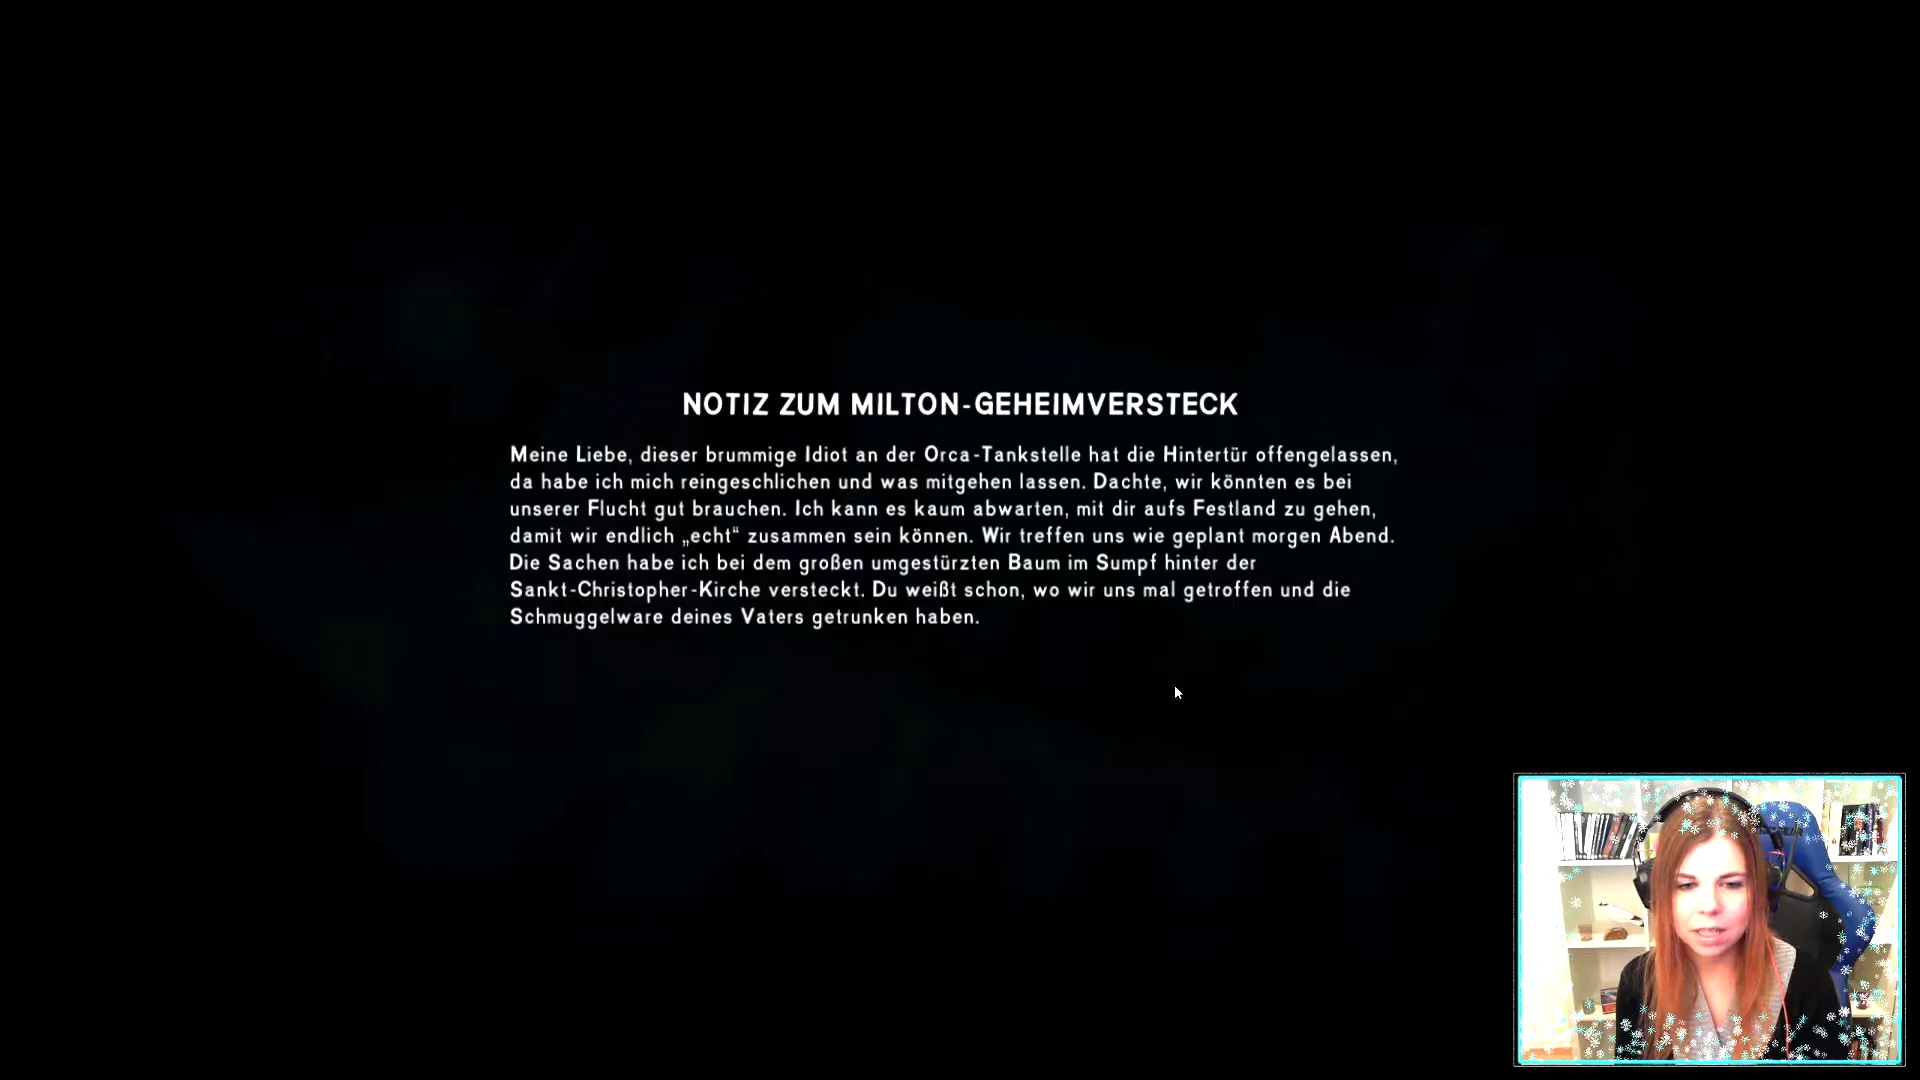 NOTIZ ZUM MILTON-GEHEIMVERSTECK
Meine Liebe, dieser brummige Idiot an der Orca-Tankstelle hat die Hintertür offengelassen,
da habe ich mich reingeschlichen und was mitgehen lassen. Dachte, wir könnten es bei
unserer Flucht gut brauchen. Ich kann es kaum abwarten, mit dir aufs Festland zu gehen,
damit wir endlich „echt“ zusammen sein können. Wir treffen uns wie geplant morgen Abend.
Die Sachen habe ich bei dem großen umgestürzten Baum im Sumpf hinter der
Sankt-Christopher-Kirche versteckt. Du weißt schon, wo wir uns mal getroffen und die
Schmuggelware deines Vaters getrunken haben.